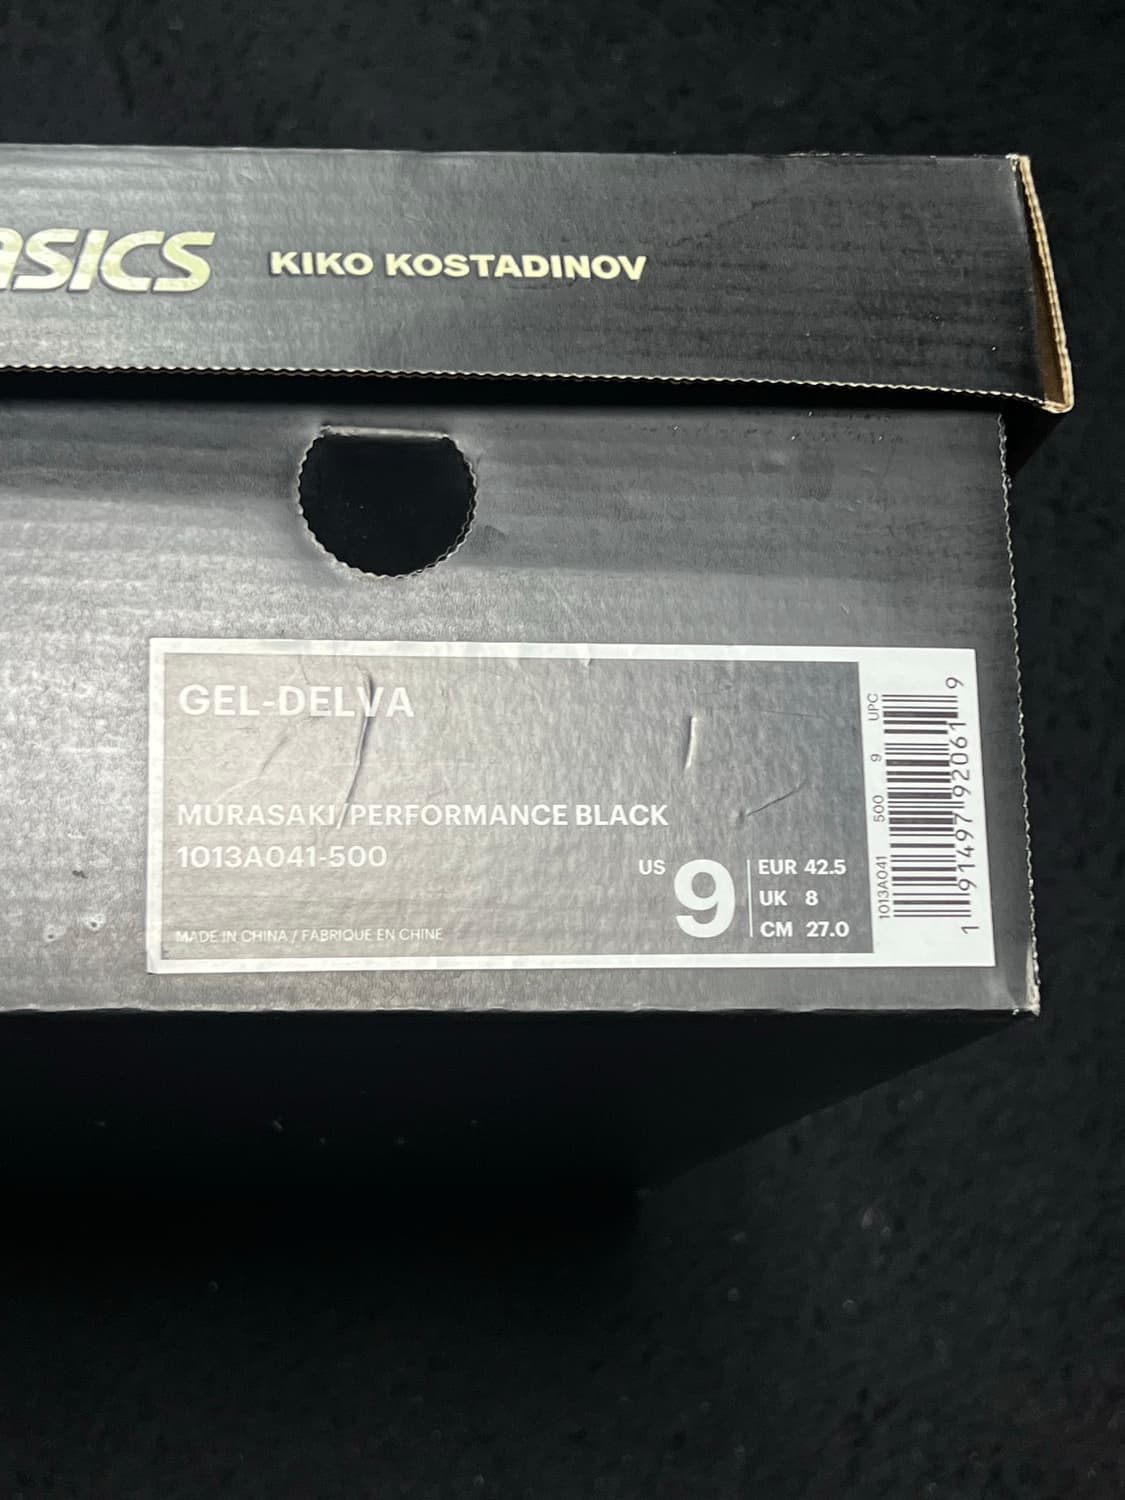 ASICS KIKO KOSTADINOV
GEL-DELVA
MURASAKI/PERFORMANCE BLACK
1013A041-500
MADE IN CHINA / FABRIQUE EN CHINE
US 9
EUR 42.5
UK 8
CM 27.0
1013A041 500 9 UPC
1 91497 92061 9